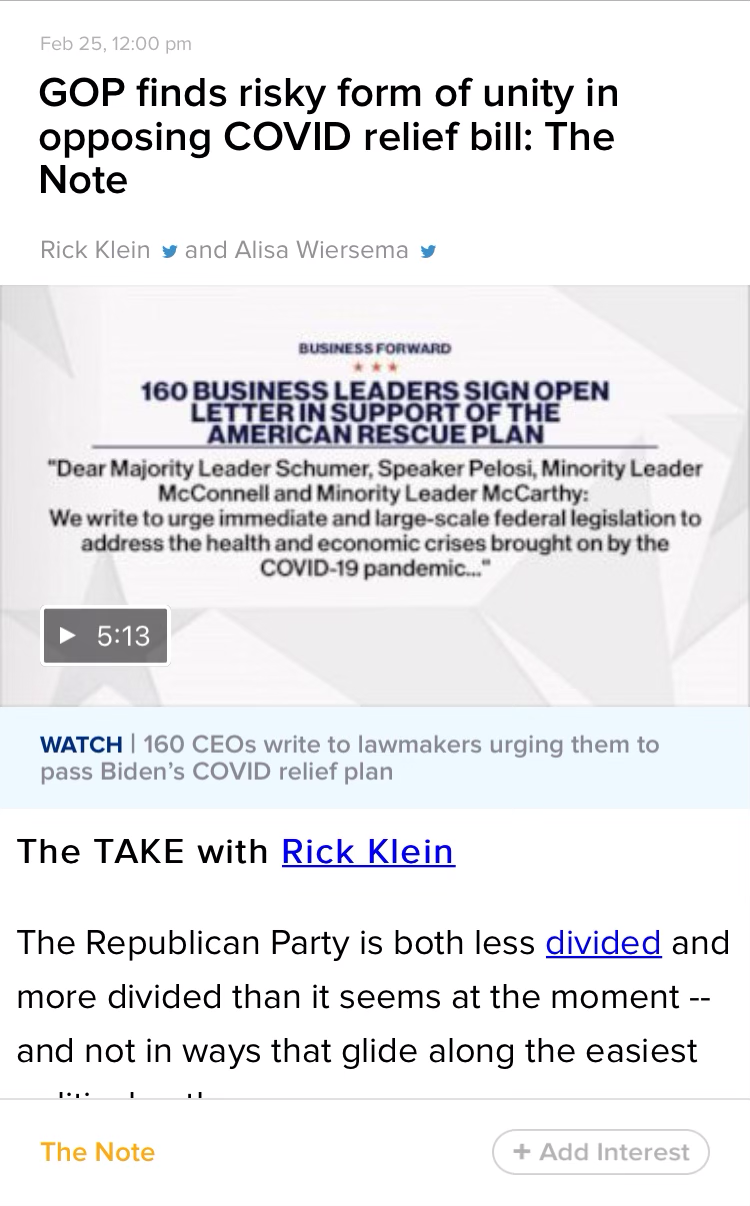 Feb 25, 12:00 pm
GOP finds risky form of unity in
opposing COVID relief bill: The
Note
Rick Klein and Alisa Wiersema
BUSINESS FORWARD
160 BUSINESS LEADERS SIGN OPEN
LETTER IN SUPPORT OF THE
AMERICAN RESCUE PLAN
"Dear Majority Leader Schumer, Speaker Pelosi, Minority Leader
McConnell and Minority Leader McCarthy:
We write to urge immediate and large-scale federal legislation to
address the health and economic crises brought on by the
COVID-19 pandemic..."
5:13
WATCH | 160 CEOs write to lawmakers urging them to
pass Biden's COVID relief plan
The TAKE with Rick Klein
The Republican Party is both less divided and
more divided than it seems at the moment --
and not in ways that glide along the easiest
The Note
+ Add Interest